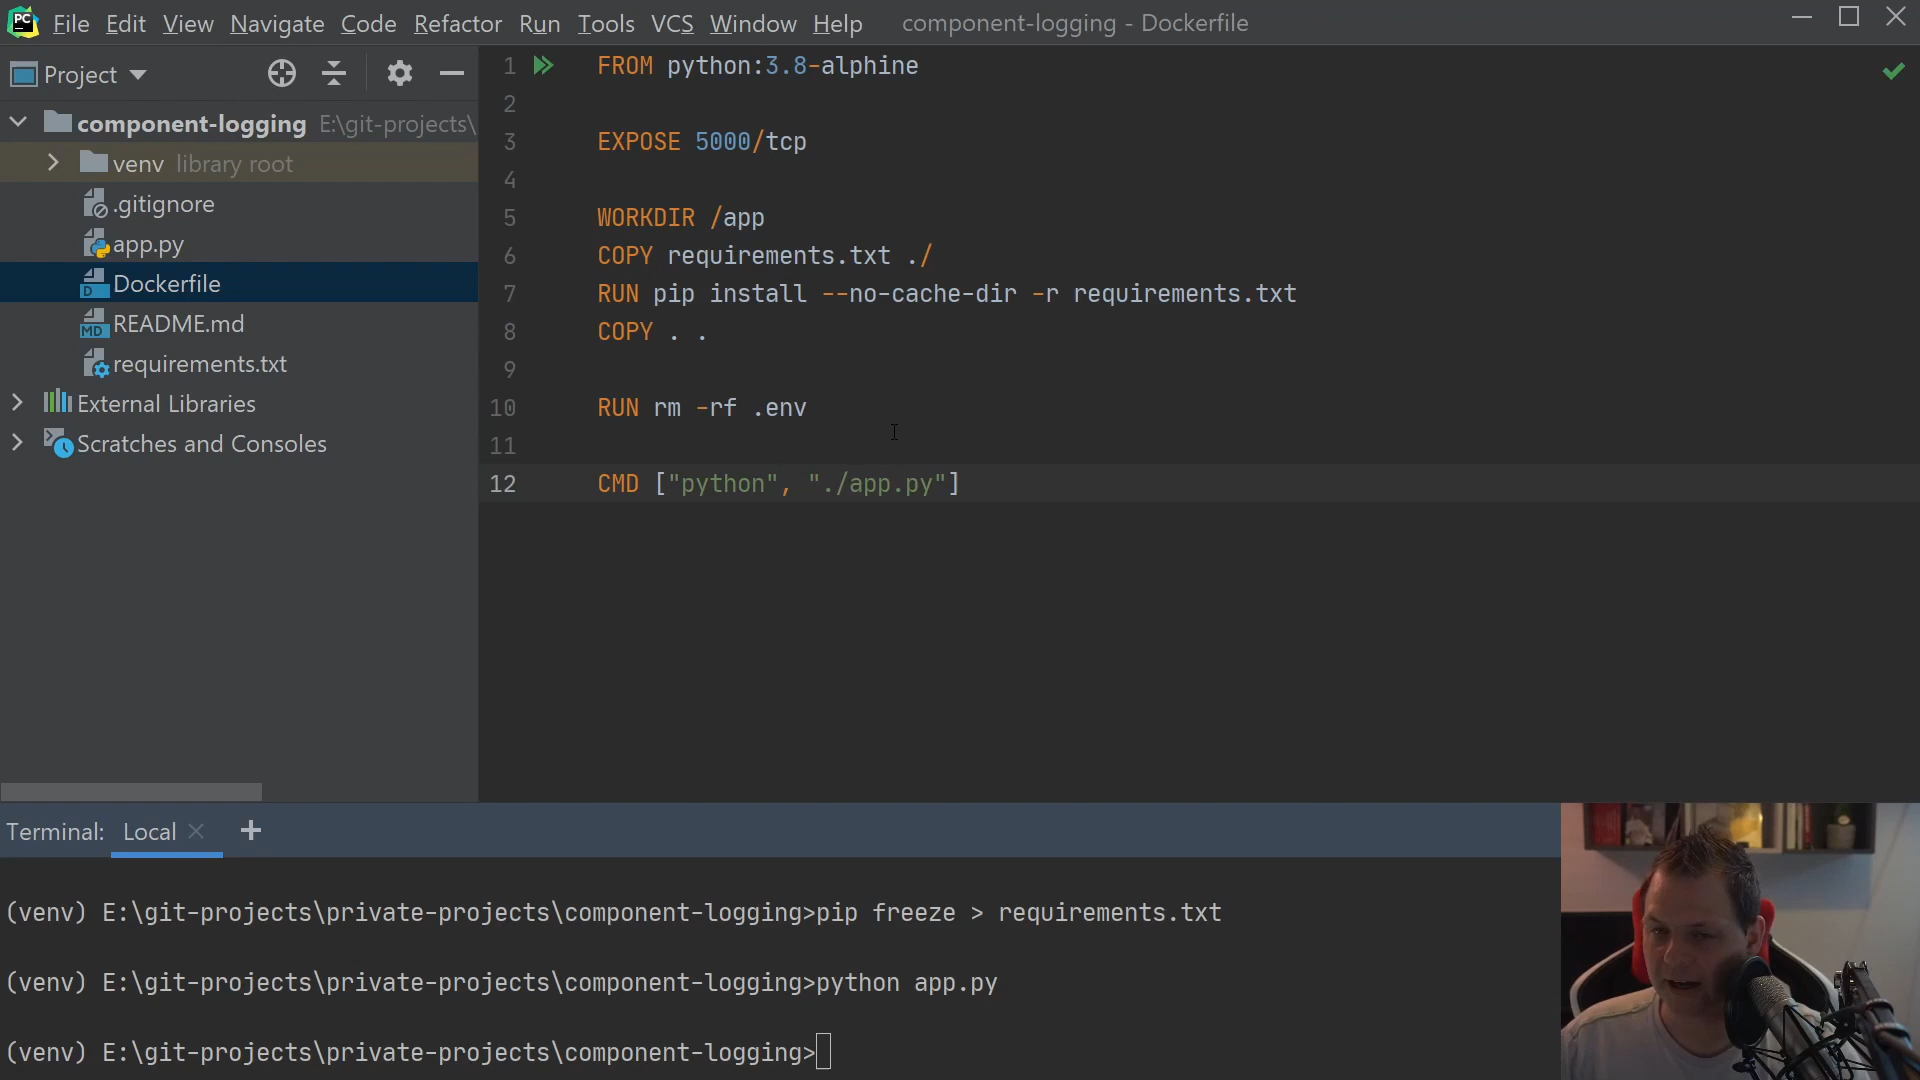 PC File Edit View Navigate Code Refactor Run Tools VCS Window Help component-logging - Dockerfile
Project
component-logging E:\git-projects\
venv library root
.gitignore
app.py
Dockerfile
README.md
requirements.txt
External Libraries
Scratches and Consoles
1 FROM python:3.8-alphine
2
3 EXPOSE 5000/tcp
4
5 WORKDIR /app
6 COPY requirements.txt ./
7 RUN pip install --no-cache-dir -r requirements.txt
8 COPY . .
9
10 RUN rm -rf .env
11
12 CMD ["python", "./app.py"]
Terminal: Local
(venv) E:\git-projects\private-projects\component-logging>pip freeze > requirements.txt
(venv) E:\git-projects\private-projects\component-logging>python app.py
(venv) E:\git-projects\private-projects\component-logging>